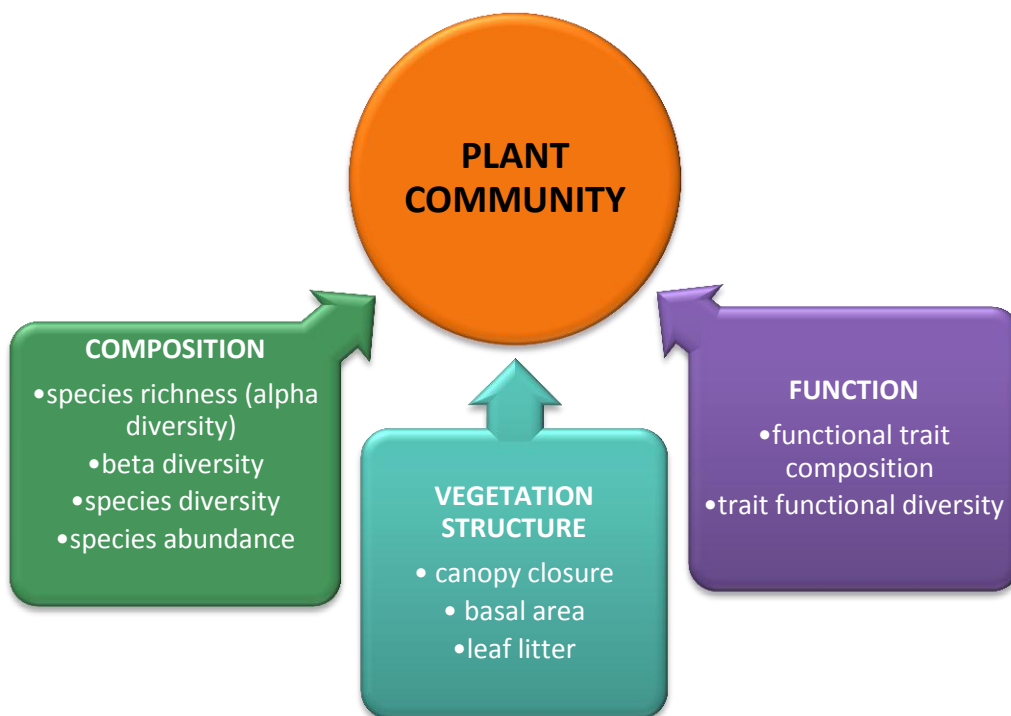 PLANT
COMMUNITY
COMPOSITION
•species richness (alpha
diversity)
•beta diversity
•species diversity
•species abundance
VEGETATION
STRUCTURE
• canopy closure
• basal area
•leaf litter
FUNCTION
•functional trait
composition
•trait functional diversity